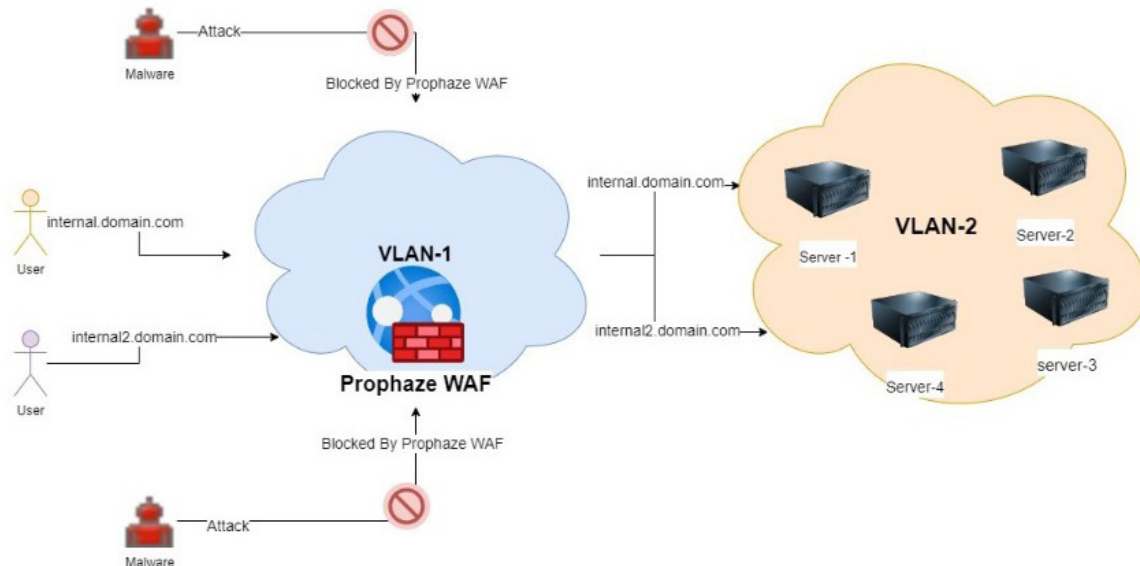 Attack
Malware
Blocked By Prophaze WAF
internal.domain.com
User
internal2.domain.com
User
VLAN-1
Prophaze WAF
internal.domain.com
internal2.domain.com
VLAN-2
Server -1
Server-2
server-3
Server-4
Blocked By Prophaze WAF
Attack
Malware